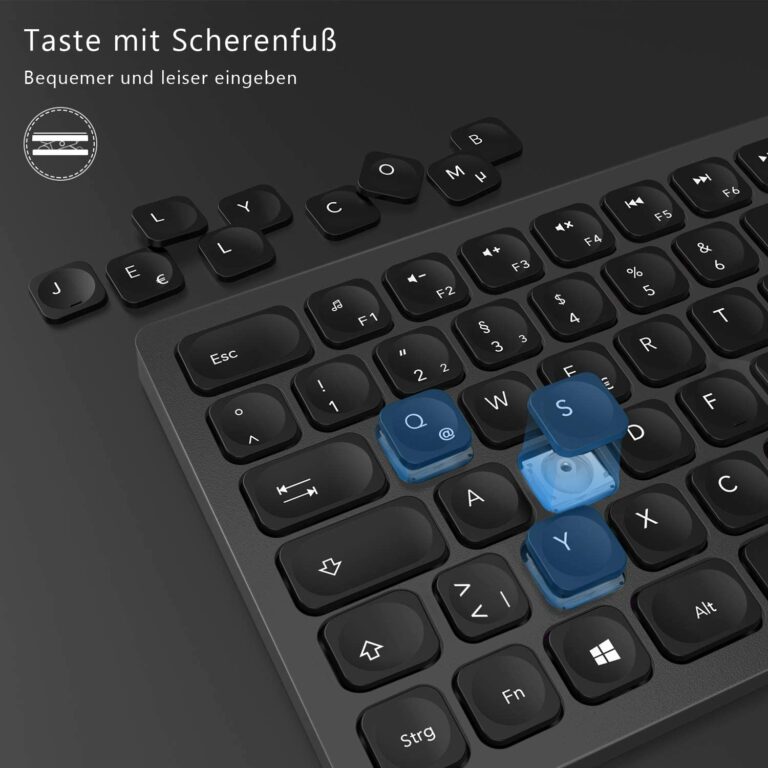 Taste mit Scherenfuß
Bequemer und leiser eingeben
B
O
M µ
L Y C
L
J E €
Esc F1 F2 F3 F4 F5 F6
° ^ ! 1 " 2 2 § 3 3 $ 4 % 5 & 6
Q @ W E € R T
A S D F
> < | Y X C
Strg Fn Alt